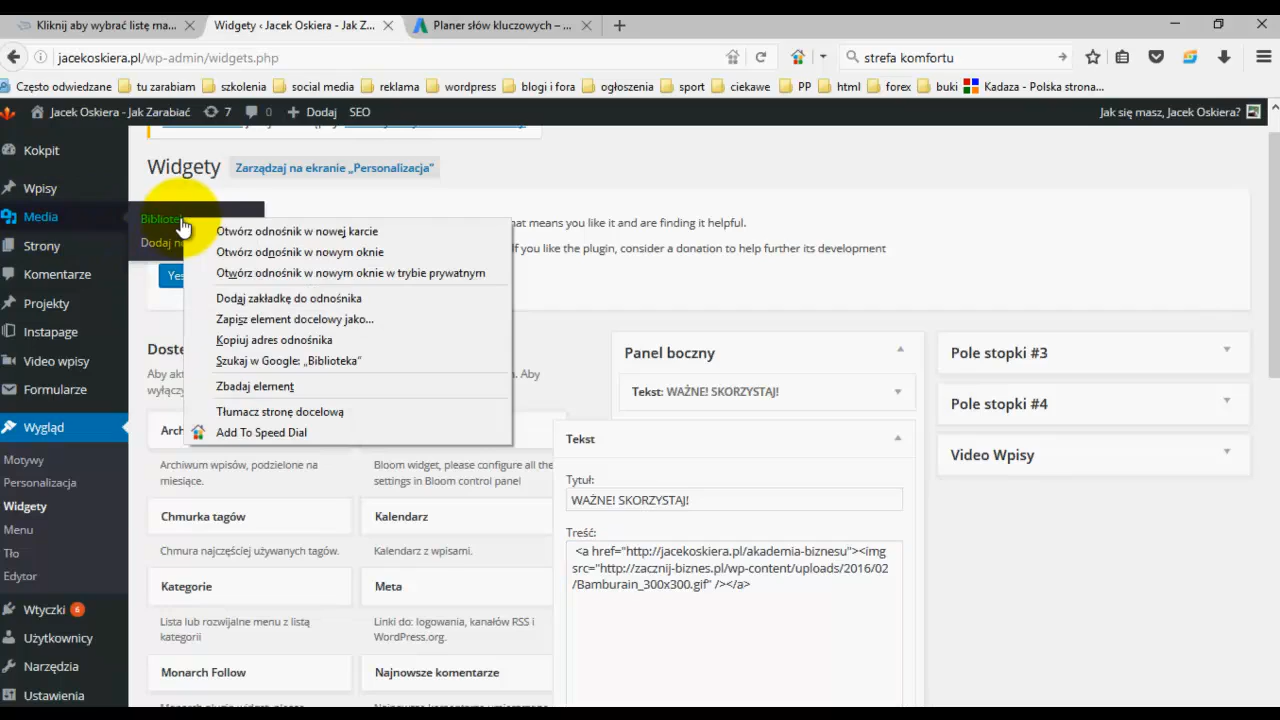 Kliknij aby wybrać listę ma...
Widgety ‹ Jacek Oskiera - Jak Z...
Planer słów kluczowych – ...
jacekoskiera.pl/wp-admin/widgets.php
strefa komfortu
Często odwiedzane
tu zarabiam
szkolenia
social media
reklama
wordpress
blogi i fora
ogłoszenia
sport
ciekawe
PP
html
forex
buki
Kadaza - Polska strona...
Jacek Oskiera - Jak Zarabiać
7
0
Dodaj
SEO
Jak się masz, Jacek Oskiera?
Kokpit
Wpisy
Media
Strony
Komentarze
Projekty
Instapage
Video wpisy
Formularze
Wygląd
Motywy
Personalizacja
Widgety
Menu
Tło
Edytor
Wtyczki 6
Użytkownicy
Narzędzia
Ustawienia
Widgety
Zarządzaj na ekranie „Personalizacja”
that means you like it and are finding it helpful.
If you like the plugin, consider a donation to help further its development
Otwórz odnośnik w nowej karcie
Otwórz odnośnik w nowym oknie
Otwórz odnośnik w nowym oknie w trybie prywatnym
Dodaj zakładkę do odnośnika
Zapisz element docelowy jako...
Kopiuj adres odnośnika
Szukaj w Google: „Biblioteka”
Zbadaj element
Tłumacz stronę docelową
Add To Speed Dial
Archiwum wpisów, podzielone na
miesiące.
Bloom widget, please configure all the
settings in Bloom control panel
Chmurka tagów
Kalendarz
Chmura najczęściej używanych tagów.
Kalendarz z wpisami.
Kategorie
Meta
Lista lub rozwijalne menu z listą
kategorii
Linki do: logowania, kanałów RSS i
WordPress.org.
Monarch Follow
Najnowsze komentarze
Panel boczny
Tekst: WAŻNE! SKORZYSTAJ!
Tekst
Tytuł:
WAŻNE! SKORZYSTAJ!
Treść:
<a href="http://jacekoskiera.pl/akademia-biznesu"><img
src="http://zacznij-biznes.pl/wp-content/uploads/2016/02
/Bamburain_300x300.gif" /></a>
Pole stopki #3
Pole stopki #4
Video Wpisy